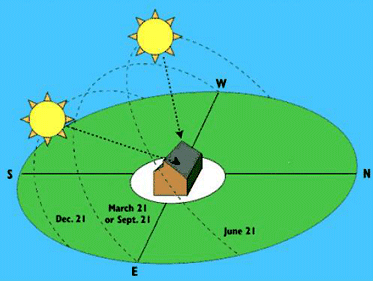 W
S
N
March 21
or Sept. 21
Dec. 21
June 21
E